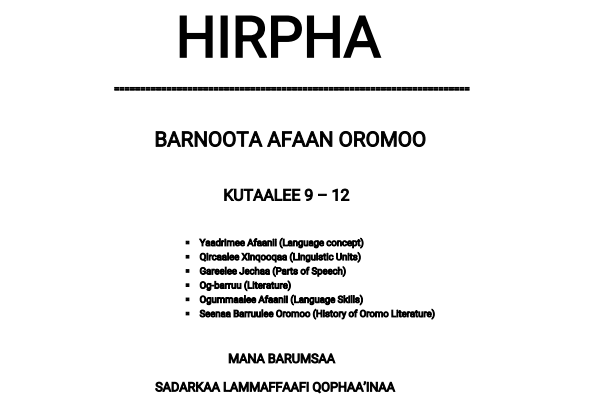 HIRPHA
BARNOOTA AFAAN OROMOO
KUTAALEE 9 – 12
▪ Yaadrimee Afaanii (Language concept)
▪ Qircaalee Xinqooqaa (Linguistic Units)
▪ Gareelee Jechaa (Parts of Speech)
▪ Og-barruu (Literature)
▪ Ogummaalee Afaanii (Language Skills)
▪ Seenaa Barruulee Oromoo (History of Oromo Literature)
MANA BARUMSAA
SADARKAA LAMMAFFAAFI QOPHAA’INAA